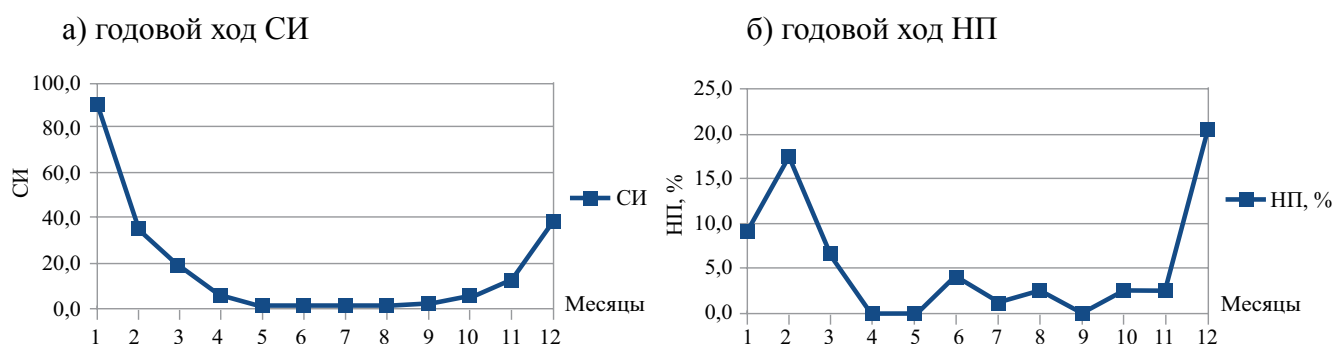 а) годовой ход СИ
100,0
80,0
60,0
40,0
20,0
0,0
СИ
1 2 3 4 5 6 7 8 9 10 11 12
Месяцы
СИ
б) годовой ход НП
25,0
20,0
15,0
10,0
5,0
0,0
НП, %
1 2 3 4 5 6 7 8 9 10 11 12
Месяцы
НП, %